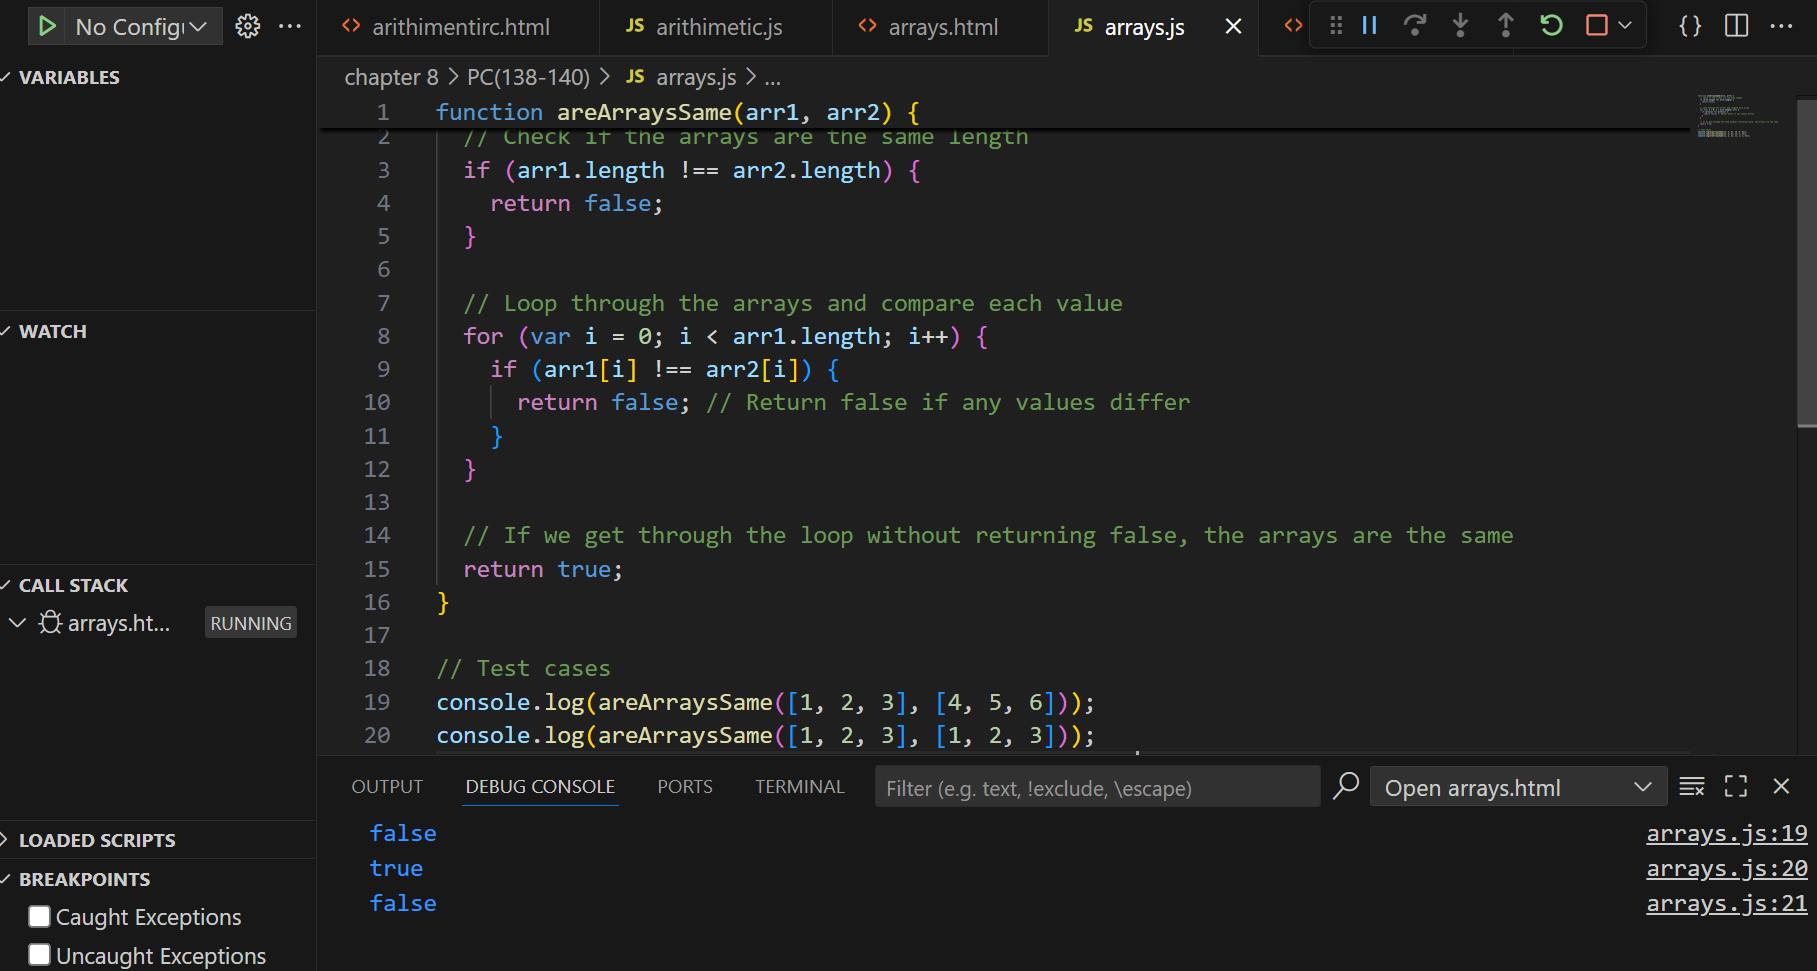 No Config
arithimentirc.html
JS arithimetic.js
arrays.html
JS arrays.js
VARIABLES
chapter 8 > PC(138-140) > JS arrays.js > ...
1 function areArraysSame(arr1, arr2) {
2 // Check if the arrays are the same length
3 if (arr1.length !== arr2.length) {
4 return false;
5 }
6
7 // Loop through the arrays and compare each value
WATCH
8 for (var i = 0; i < arr1.length; i++) {
9 if (arr1[i] !== arr2[i]) {
10 return false; // Return false if any values differ
11 }
12 }
13
14 // If we get through the loop without returning false, the arrays are the same
15 return true;
CALL STACK
16 }
arrays.ht... RUNNING
17
18 // Test cases
19 console.log(areArraysSame([1, 2, 3], [4, 5, 6]));
20 console.log(areArraysSame([1, 2, 3], [1, 2, 3]));
OUTPUT DEBUG CONSOLE PORTS TERMINAL Filter (e.g. text, !exclude, \escape) Open arrays.html
false arrays.js:19
LOADED SCRIPTS
true arrays.js:20
BREAKPOINTS
false arrays.js:21
Caught Exceptions
Uncaught Exceptions